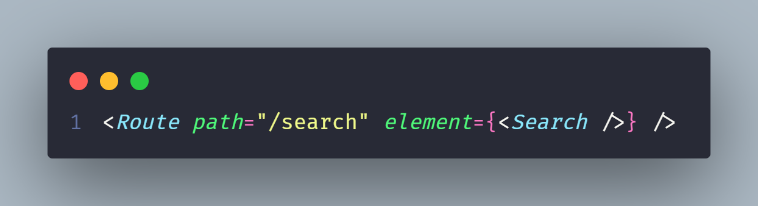 1 <Route path="/search" element={<Search />} />